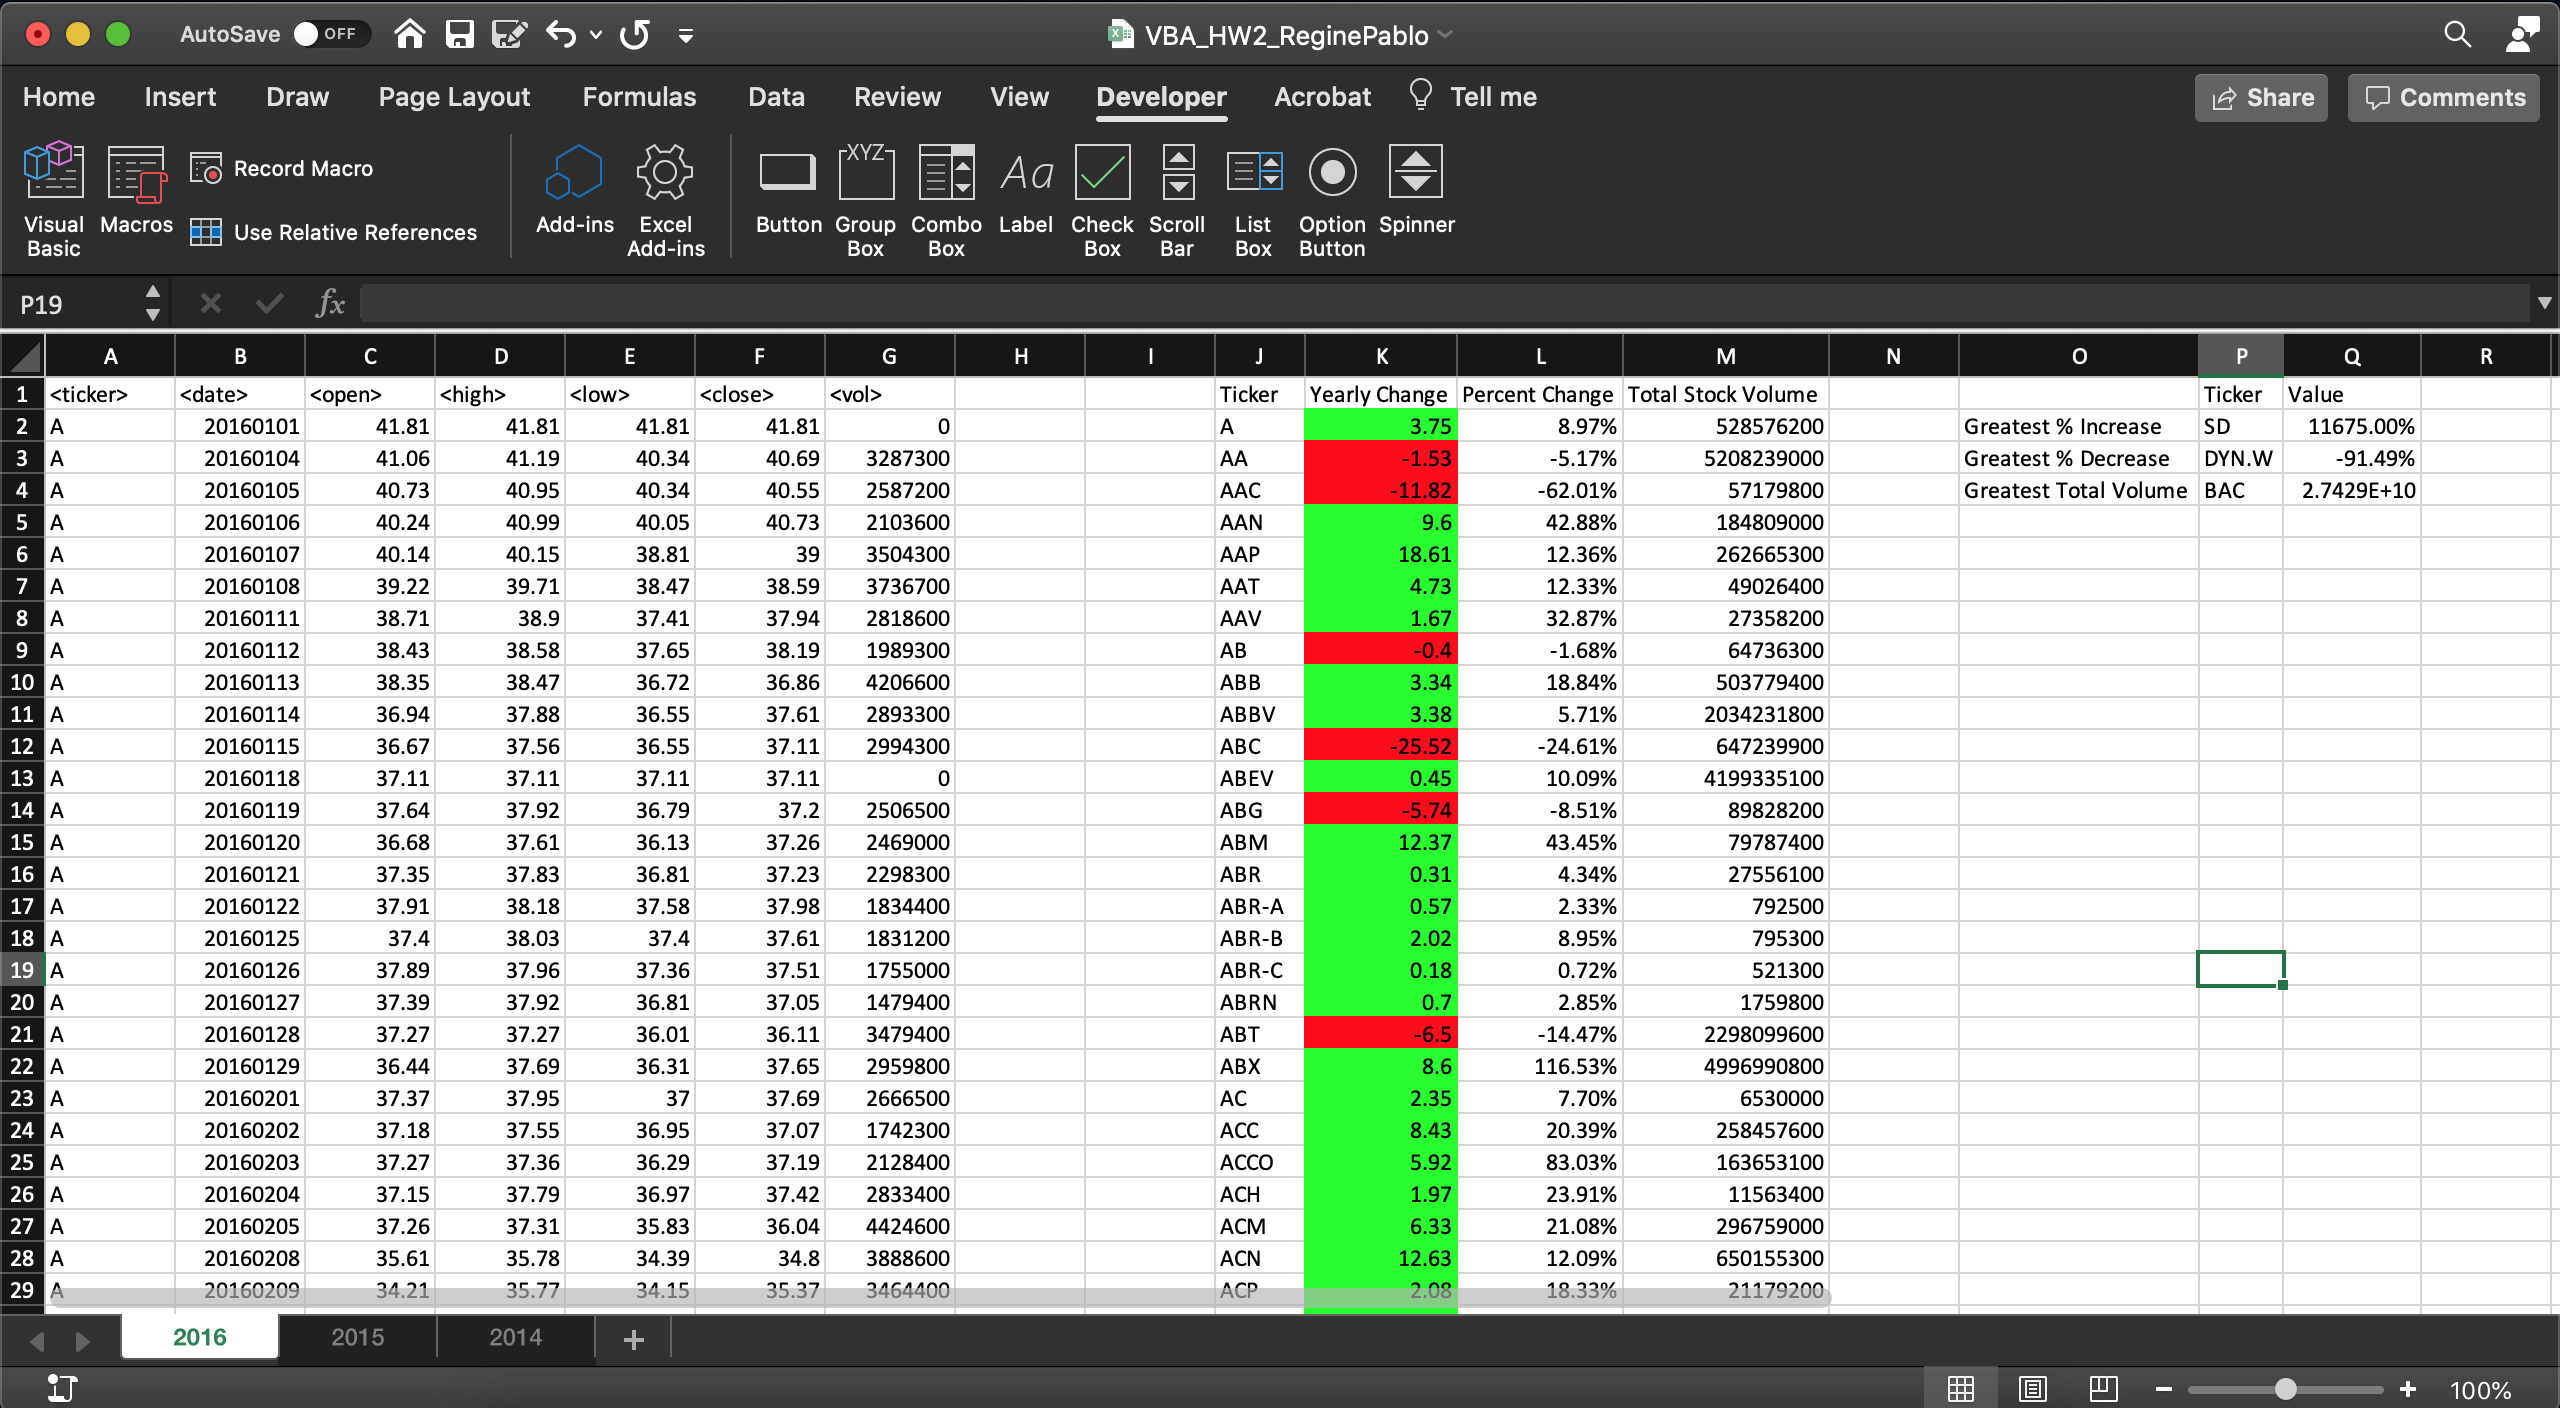 AutoSave OFF VBA_HW2_ReginePablo
Home Insert Draw Page Layout Formulas Data Review View Developer Acrobat Tell me Share Comments
Visual Basic Macros Record Macro Use Relative References Add-ins Excel Add-ins Button XYZ Group Box Combo Box Aa Label Check Box Scroll Bar List Box Option Button Spinner
P19 fx
A B C D E F G H I J K L M N O P Q R
1 <ticker> <date> <open> <high> <low> <close> <vol> Ticker Yearly Change Percent Change Total Stock Volume Ticker Value
2 A 20160101 41.81 41.81 41.81 41.81 0 A 3.75 8.97% 528576200 Greatest % Increase SD 11675.00%
3 A 20160104 41.06 41.19 40.34 40.69 3287300 AA -1.53 -5.17% 5208239000 Greatest % Decrease DYN.W -91.49%
4 A 20160105 40.73 40.95 40.34 40.55 2587200 AAC -11.82 -62.01% 57179800 Greatest Total Volume BAC 2.7429E+10
5 A 20160106 40.24 40.99 40.05 40.73 2103600 AAN 9.6 42.88% 184809000
6 A 20160107 40.14 40.15 38.81 39 3504300 AAP 18.61 12.36% 262665300
7 A 20160108 39.22 39.71 38.47 38.59 3736700 AAT 4.73 12.33% 49026400
8 A 20160111 38.71 38.9 37.41 37.94 2818600 AAV 1.67 32.87% 27358200
9 A 20160112 38.43 38.58 37.65 38.19 1989300 AB -0.4 -1.68% 64736300
10 A 20160113 38.35 38.47 36.72 36.86 4206600 ABB 3.34 18.84% 503779400
11 A 20160114 36.94 37.88 36.55 37.61 2893300 ABBV 3.38 5.71% 2034231800
12 A 20160115 36.67 37.56 36.55 37.11 2994300 ABC -25.52 -24.61% 647239900
13 A 20160118 37.11 37.11 37.11 37.11 0 ABEV 0.45 10.09% 4199335100
14 A 20160119 37.64 37.92 36.79 37.2 2506500 ABG -5.74 -8.51% 89828200
15 A 20160120 36.68 37.61 36.13 37.26 2469000 ABM 12.37 43.45% 79787400
16 A 20160121 37.35 37.83 36.81 37.23 2298300 ABR 0.31 4.34% 27556100
17 A 20160122 37.91 38.18 37.58 37.98 1834400 ABR-A 0.57 2.33% 792500
18 A 20160125 37.4 38.03 37.4 37.61 1831200 ABR-B 2.02 8.95% 795300
19 A 20160126 37.89 37.96 37.36 37.51 1755000 ABR-C 0.18 0.72% 521300
20 A 20160127 37.39 37.92 36.81 37.05 1479400 ABRN 0.7 2.85% 1759800
21 A 20160128 37.27 37.27 36.01 36.11 3479400 ABT -6.5 -14.47% 2298099600
22 A 20160129 36.44 37.69 36.31 37.65 2959800 ABX 8.6 116.53% 4996990800
23 A 20160201 37.37 37.95 37 37.69 2666500 AC 2.35 7.70% 6530000
24 A 20160202 37.18 37.55 36.95 37.07 1742300 ACC 8.43 20.39% 258457600
25 A 20160203 37.27 37.36 36.29 37.19 2128400 ACCO 5.92 83.03% 163653100
26 A 20160204 37.15 37.79 36.97 37.42 2833400 ACH 1.97 23.91% 11563400
27 A 20160205 37.26 37.31 35.83 36.04 4424600 ACM 6.33 21.08% 296759000
28 A 20160208 35.61 35.78 34.39 34.8 3888600 ACN 12.63 12.09% 650155300
29 A 20160209 34.21 35.77 34.15 35.37 3464400 ACP 2.08 18.33% 21179200
2016 2015 2014 +
100%